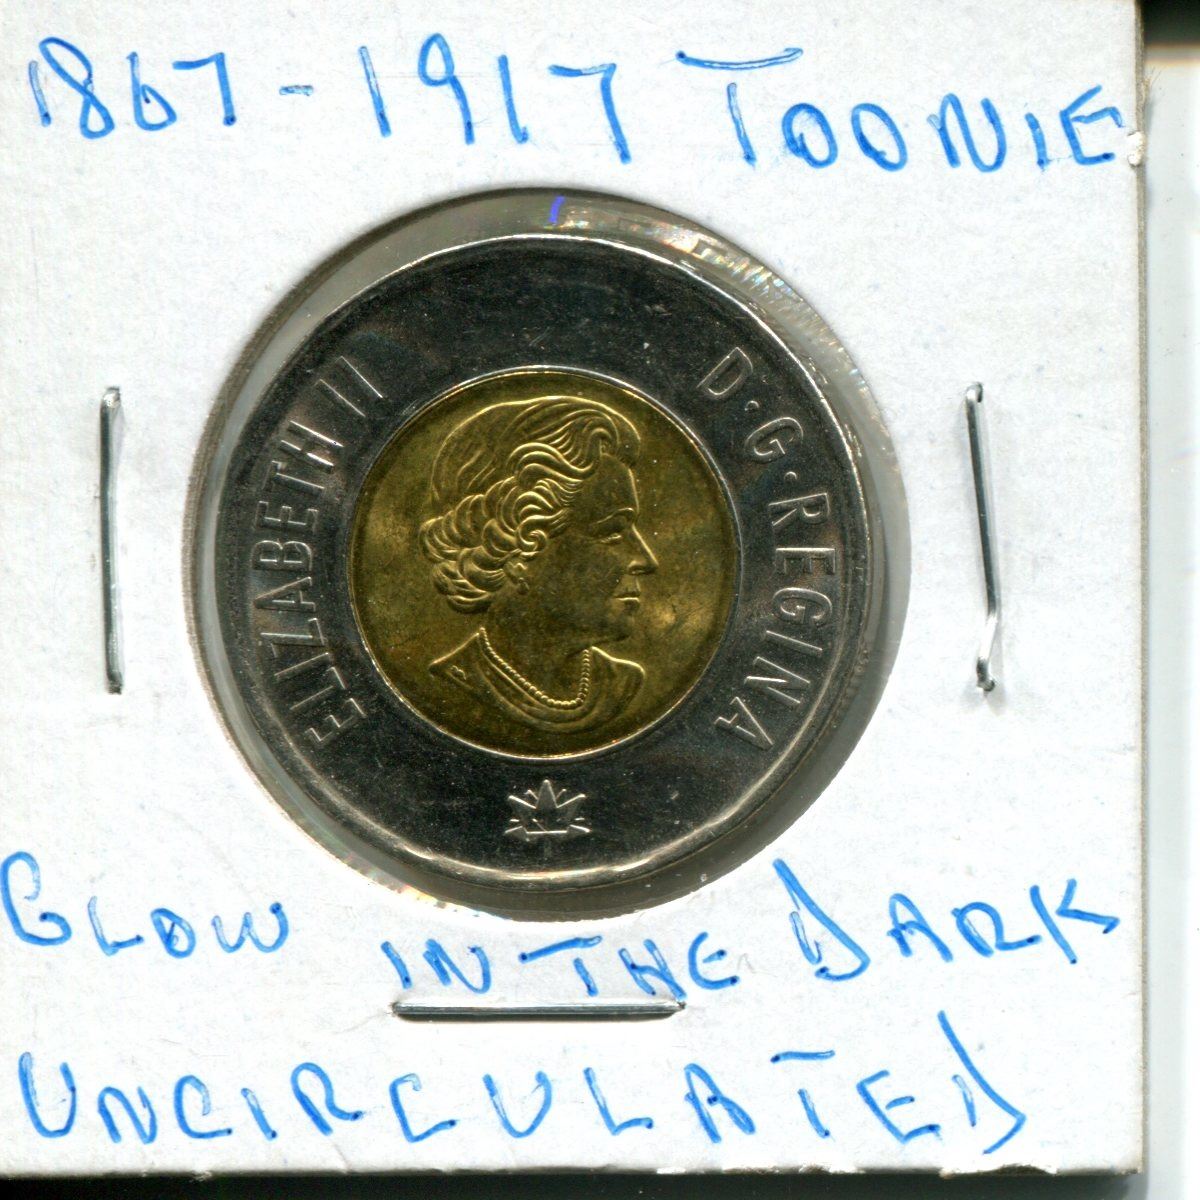 1867-1917 TOONIE
ELIZABETH II
D·G·REGINA
GLOW IN THE DARK
UNCIRCULATED